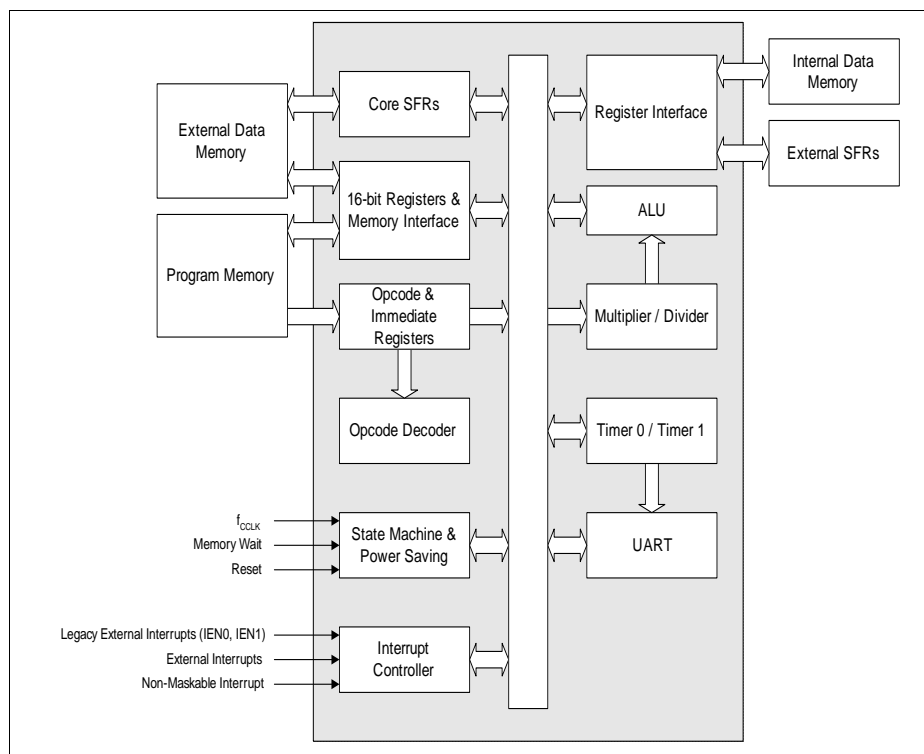 Internal Data
Memory
Core SFRs
Register Interface
External Data
Memory
External SFRs
16-bit Registers &
Memory Interface
ALU
Program Memory
Opcode &
Immediate
Registers
Multiplier / Divider
Opcode Decoder
Timer 0 / Timer 1
fCCLK
Memory Wait
Reset
State Machine &
Power Saving
UART
Legacy External Interrupts (IEN0, IEN1)
External Interrupts
Non-Maskable Interrupt
Interrupt
Controller